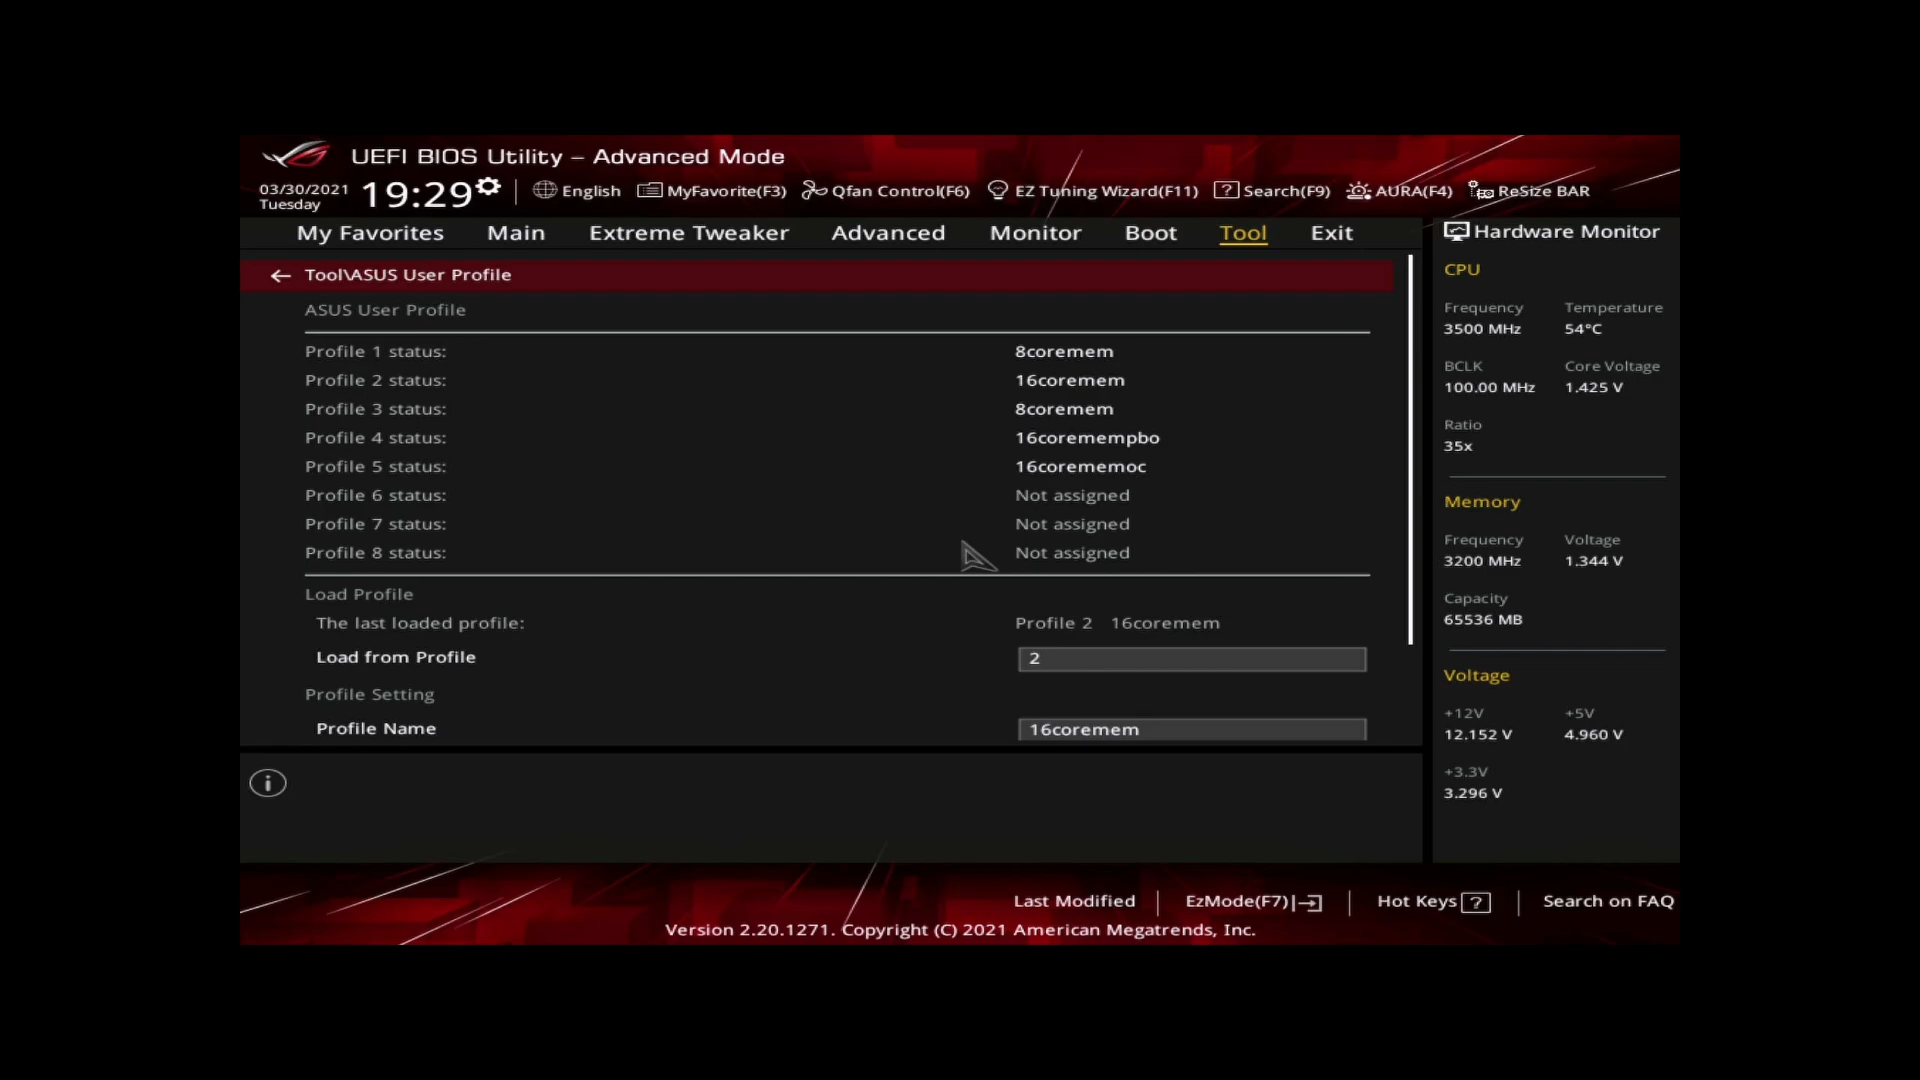 UEFI BIOS Utility – Advanced Mode
03/30/2021
Tuesday
19:29
English
MyFavorite(F3)
Qfan Control(F6)
EZ Tuning Wizard(F11)
Search(F9)
AURA(F4)
ReSize BAR
My Favorites
Main
Extreme Tweaker
Advanced
Monitor
Boot
Tool
Exit
Tool\ASUS User Profile
ASUS User Profile
Profile 1 status: 8coremem
Profile 2 status: 16coremem
Profile 3 status: 8coremem
Profile 4 status: 16coremempbo
Profile 5 status: 16corememoc
Profile 6 status: Not assigned
Profile 7 status: Not assigned
Profile 8 status: Not assigned
Load Profile
The last loaded profile: Profile 2 16coremem
Load from Profile 2
Profile Setting
Profile Name 16coremem
Hardware Monitor
CPU
Frequency Temperature
3500 MHz 54°C
BCLK Core Voltage
100.00 MHz 1.425 V
Ratio
35x
Memory
Frequency Voltage
3200 MHz 1.344 V
Capacity
65536 MB
Voltage
+12V +5V
12.152 V 4.960 V
+3.3V
3.296 V
Last Modified
EzMode(F7)
Hot Keys ?
Search on FAQ
Version 2.20.1271. Copyright (C) 2021 American Megatrends, Inc.